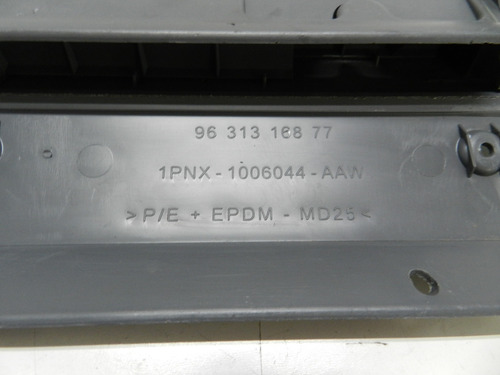 96 313 168 77
1PNX-1006044-AAW
>P/E + EPDM - MD25<